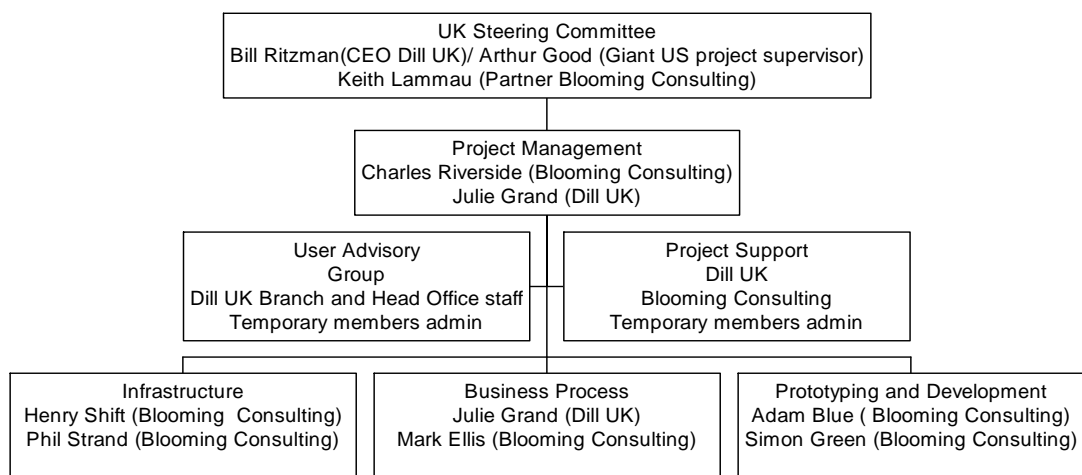 UK Steering Committee
Bill Ritzman(CEO Dill UK)/ Arthur Good (Giant US project supervisor)
Keith Lammau (Partner Blooming Consulting)
Project Management
Charles Riverside (Blooming Consulting)
Julie Grand (Dill UK)
User Advisory
Group
Dill UK Branch and Head Office staff
Temporary members admin
Project Support
Dill UK
Blooming Consulting
Temporary members admin
Infrastructure
Henry Shift (Blooming  Consulting)
Phil Strand (Blooming Consulting)
Business Process
Julie Grand (Dill UK)
Mark Ellis (Blooming Consulting)
Prototyping and Development
Adam Blue ( Blooming Consulting)
Simon Green (Blooming Consulting)